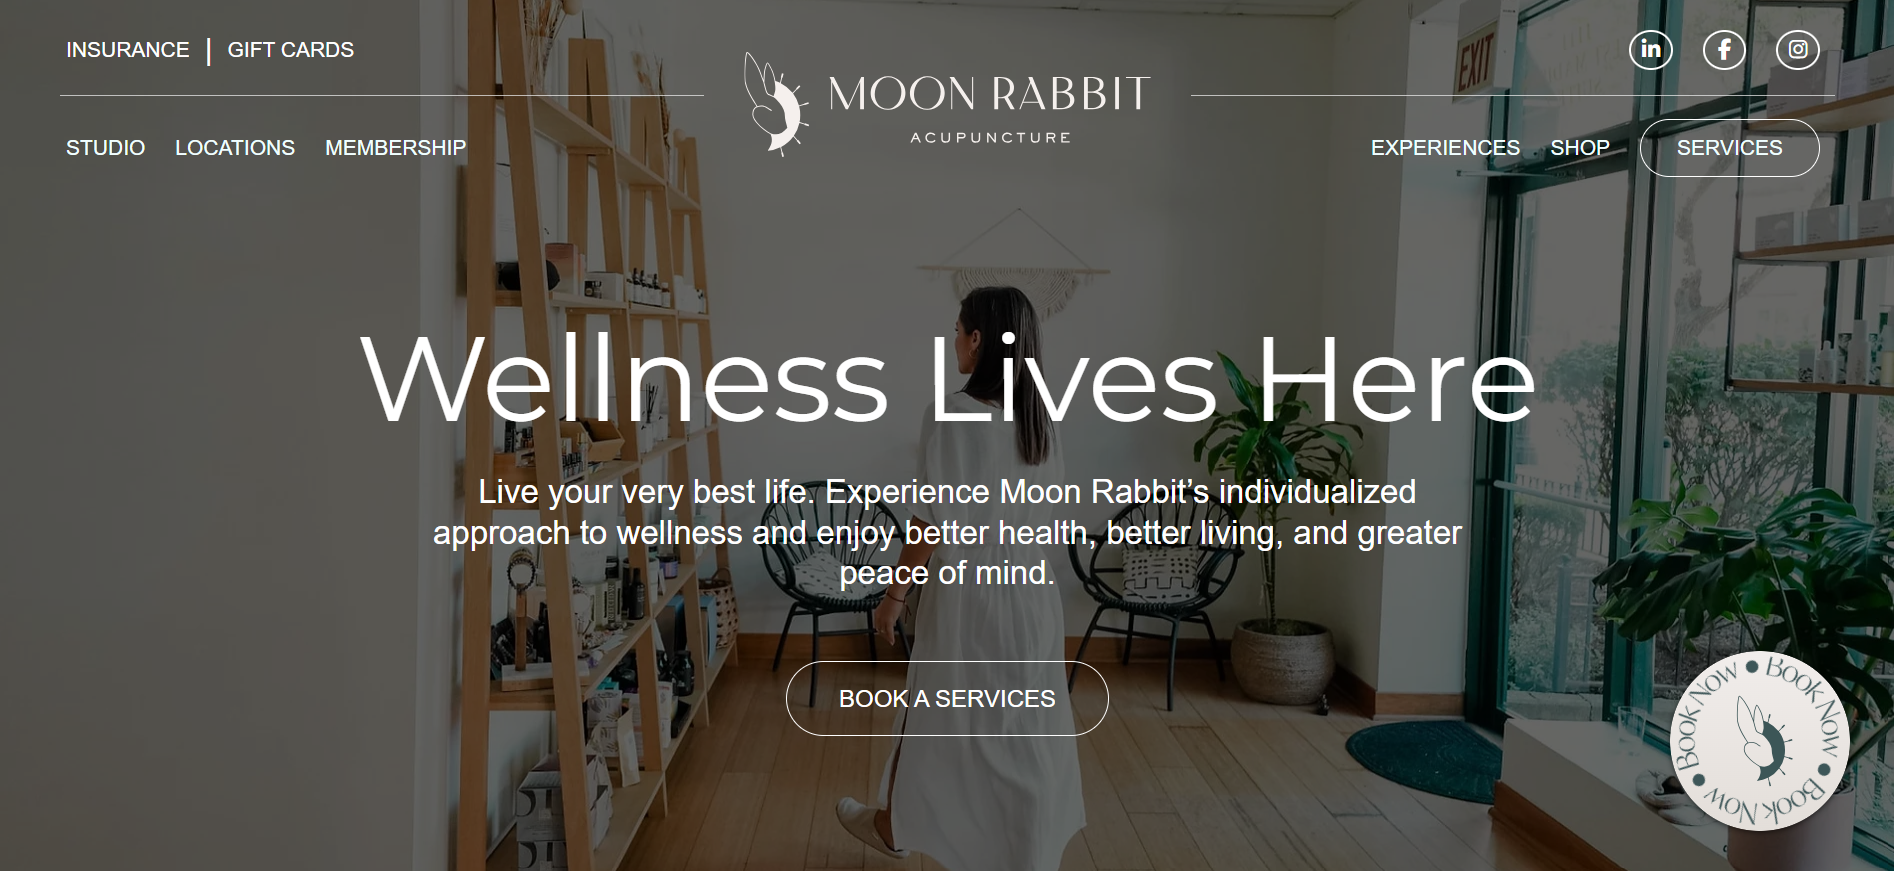 INSURANCE | GIFT CARDS
MOON RABBIT
ACUPUNCTURE
EXIT
STUDIO LOCATIONS MEMBERSHIP
EXPERIENCES SHOP SERVICES
Wellness Lives Here
Live your very best life. Experience Moon Rabbit’s individualized
approach to wellness and enjoy better health, better living, and greater
peace of mind.
BOOK A SERVICES
Book Now • Book Now • Book Now •